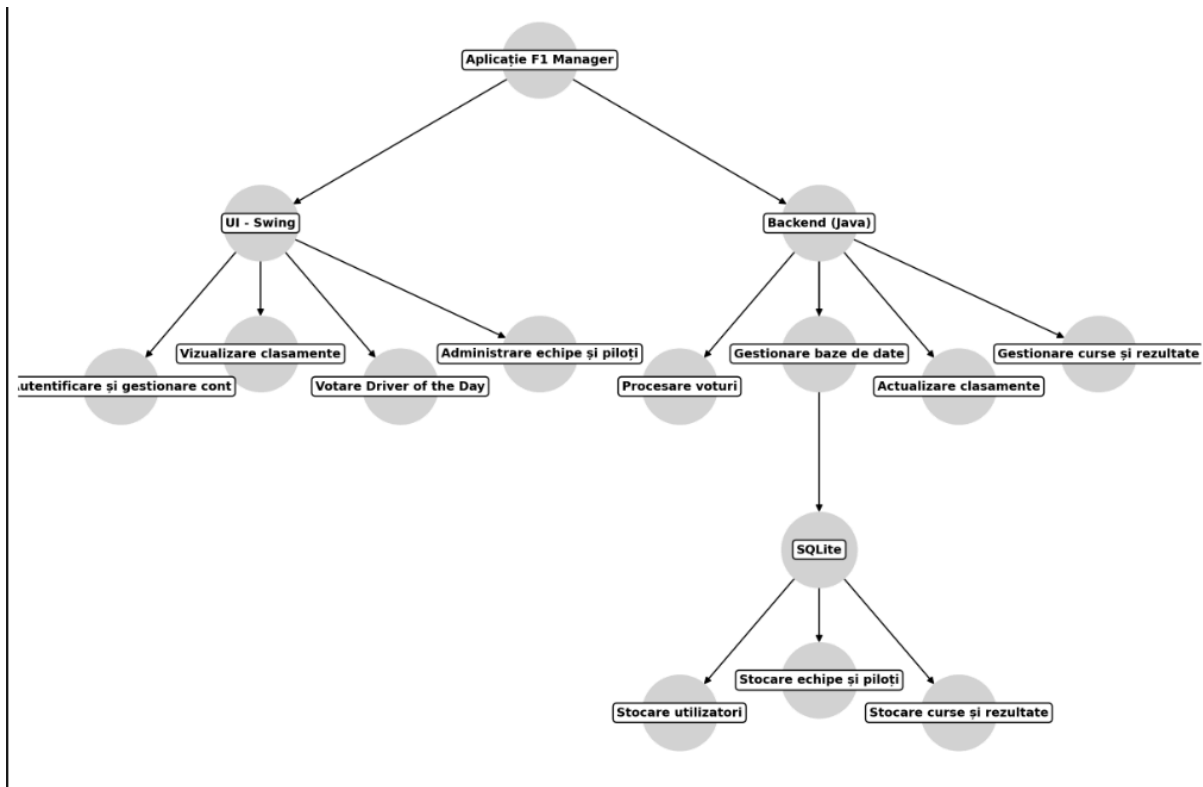 Aplicație F1 Manager
UI - Swing
Backend (Java)
Vizualizare clasamente
Administrare echipe și piloți
Gestionare baze de date
Gestionare curse și rezultate
utentificare și gestionare cont
Votare Driver of the Day
Procesare voturi
Actualizare clasamente
SQLite
Stocare echipe și piloți
Stocare utilizatori
Stocare curse și rezultate